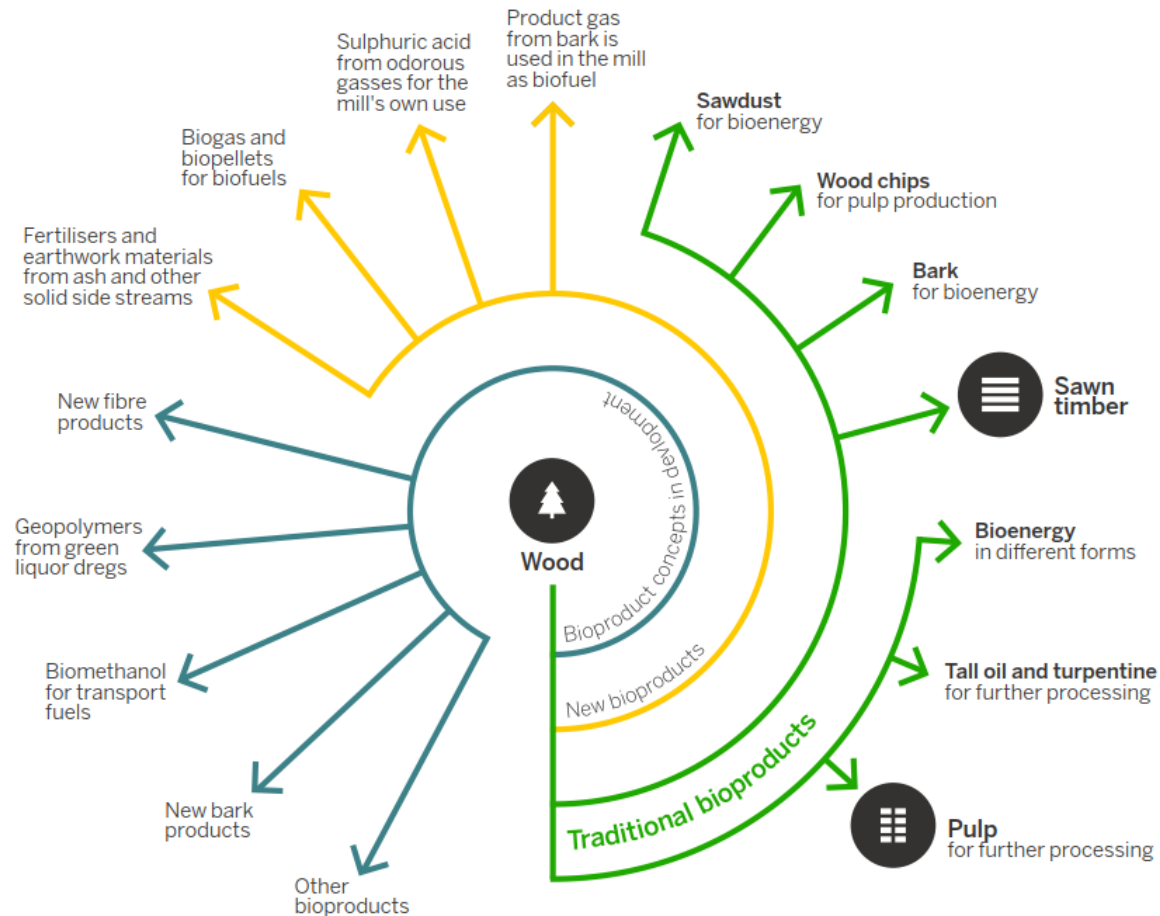 Product gas
from bark is
used in the mill
as biofuel
Sulphuric acid
from odorous
gasses for the
mill's own use
Biogas and
biopellets
for biofuels
Fertilisers and
earthwork materials
from ash and other
solid side streams
Sawdust
for bioenergy
Wood chips
for pulp production
Bark
for bioenergy
Sawn
timber
Bioenergy
in different forms
Tall oil and turpentine
for further processing
Pulp
for further processing
New fibre
products
Geopolymers
from green
liquor dregs
Biomethanol
for transport
fuels
New bark
products
Other
bioproducts
Wood
Bioproduct concepts in devlopment
New bioproducts
Traditional bioproducts